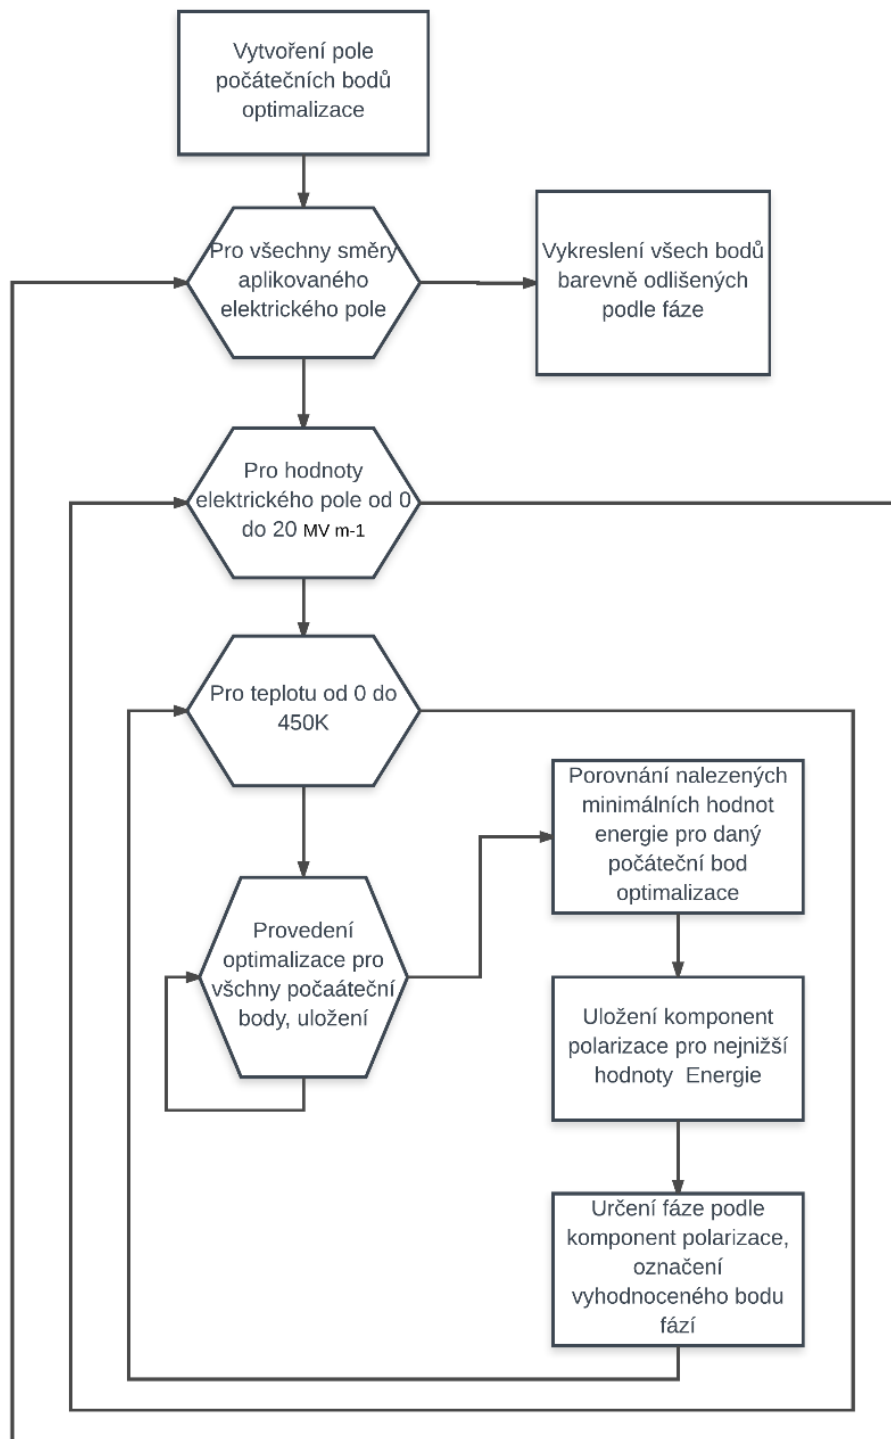 Vytvoření pole
počátečních bodů
optimalizace
Pro všechny směry
aplikovaného
elektrického pole
Vykreslení všech bodů
barevně odlišených
podle fáze
Pro hodnoty
elektrického pole od 0
do 20 MV m-1
Pro teplotu od 0 do
450K
Porovnání nalezených
minimálních hodnot
energie pro daný
počáteční bod
optimalizace
Provedení
optimalizace pro
všchny počaáteční
body, uložení
Uložení komponent
polarizace pro nejnižší
hodnoty Energie
Určení fáze podle
komponent polarizace,
označení
vyhodnoceného bodu
fází